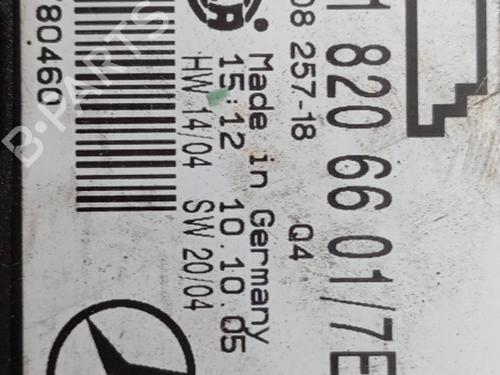 1 820 66 01/7E
08 257-18 Q4
Made in Germany
15:12 10.10.05
HW 14/04 SW 20/04
780460
B-PARTS